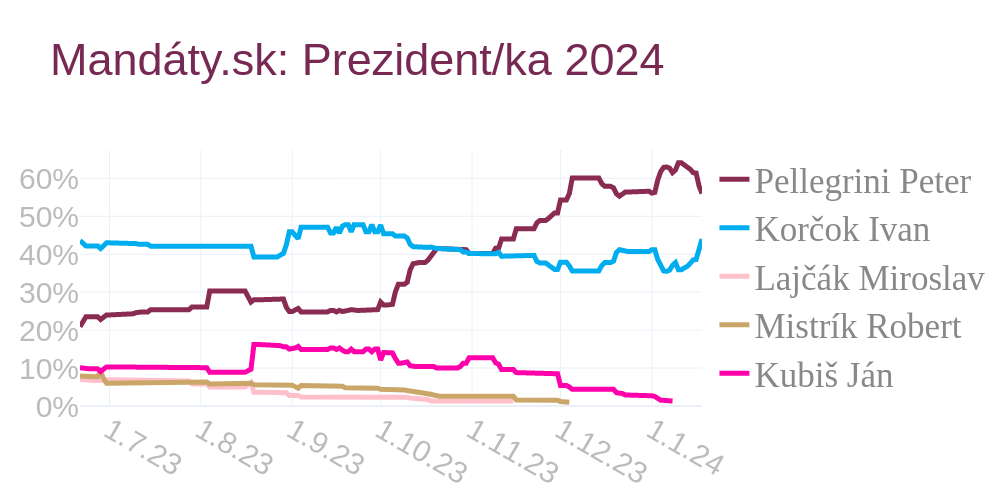 Mandáty.sk: Prezident/ka 2024
60%
50%
40%
30%
20%
10%
0%
1.7.23
1.8.23
1.9.23
1.10.23
1.11.23
1.12.23
1.1.24
Pellegrini Peter
Korčok Ivan
Lajčák Miroslav
Mistrík Robert
Kubiš Ján